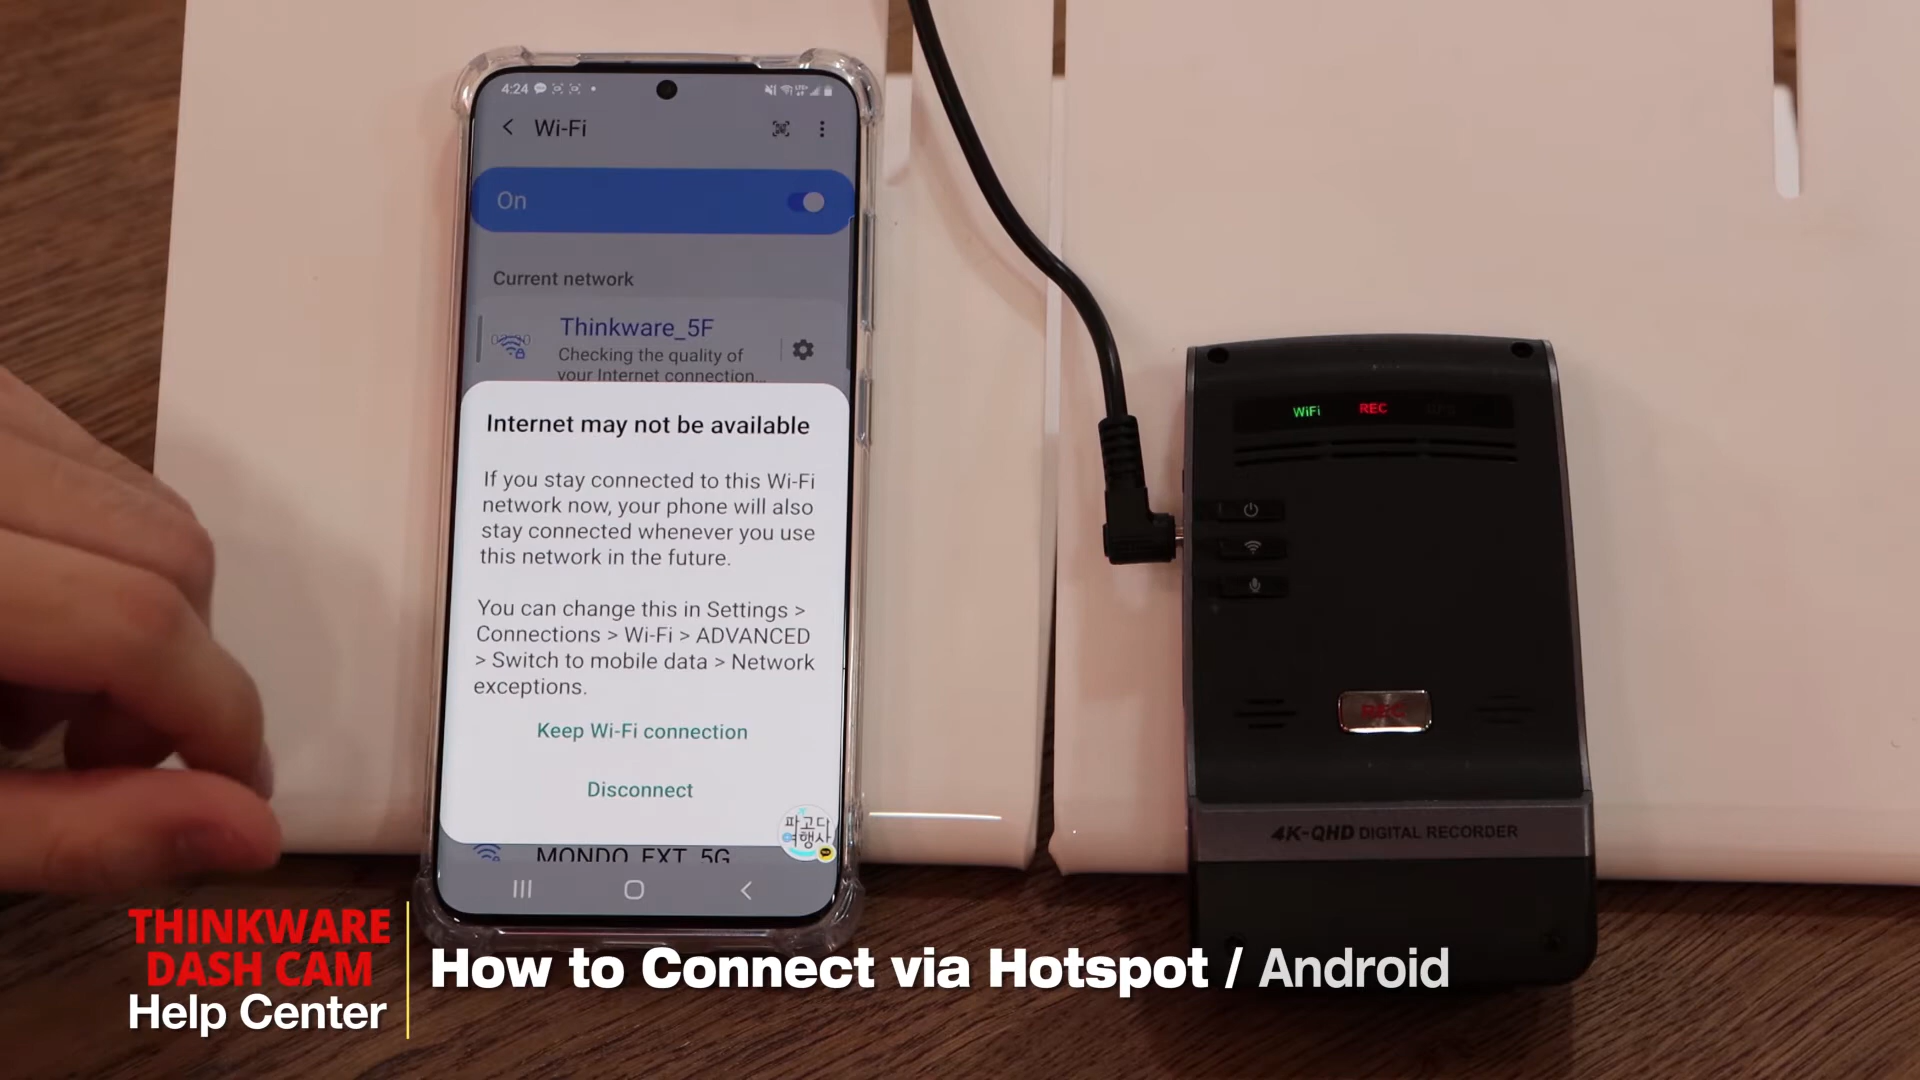 4:24
Wi-Fi
On
Current network
Thinkware_5F
Checking the quality of
your Internet connection...
Internet may not be available
If you stay connected to this Wi-Fi
network now, your phone will also
stay connected whenever you use
this network in the future.
You can change this in Settings >
Connections > Wi-Fi > ADVANCED
> Switch to mobile data > Network
exceptions.
Keep Wi-Fi connection
Disconnect
파고다
여행사
MONDO_EXT_5G
WiFi REC
REC
4K-QHD DIGITAL RECORDER
THINKWARE
DASH CAM
Help Center
How to Connect via Hotspot / Android